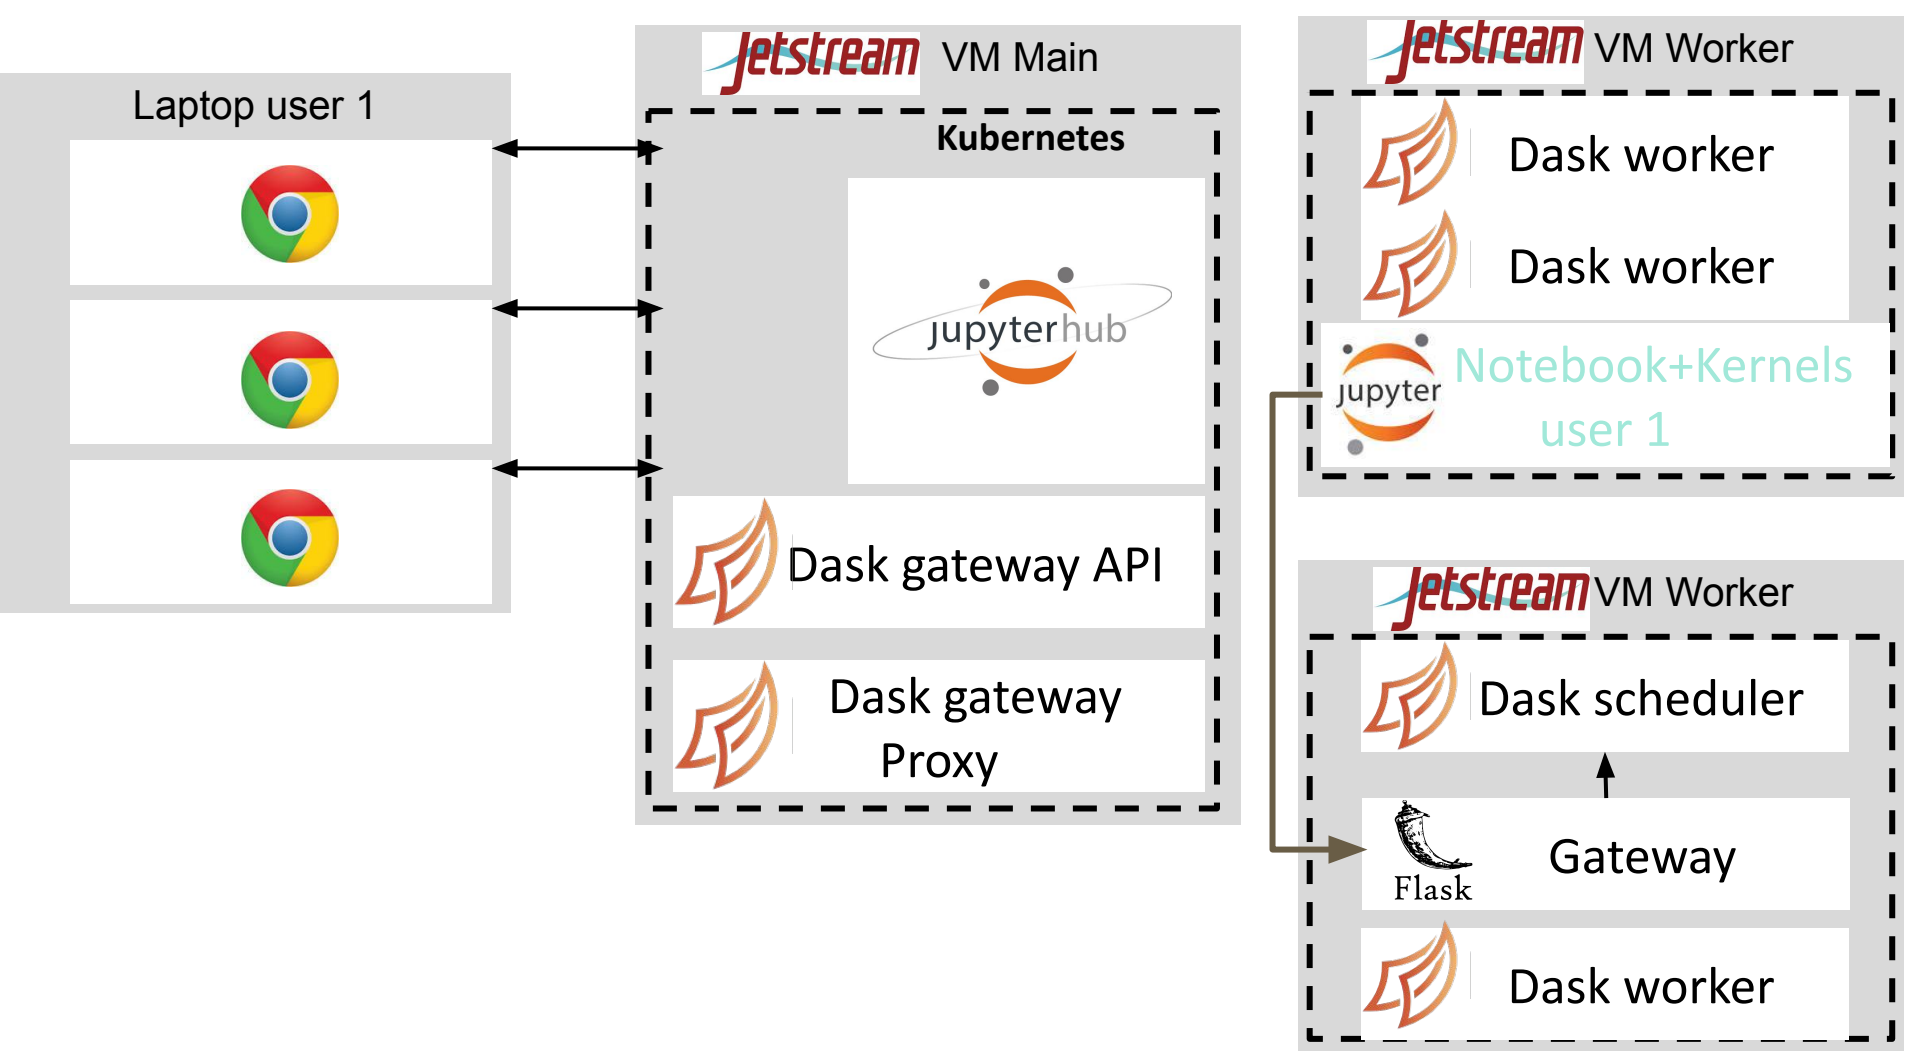 Laptop user 1
Jetstream VM Main
Kubernetes
jupyterhub
Dask gateway API
Dask gateway
Proxy
Jetstream VM Worker
Dask worker
Dask worker
jupyter Notebook+Kernels
user 1
Jetstream VM Worker
Dask scheduler
Flask Gateway
Dask worker